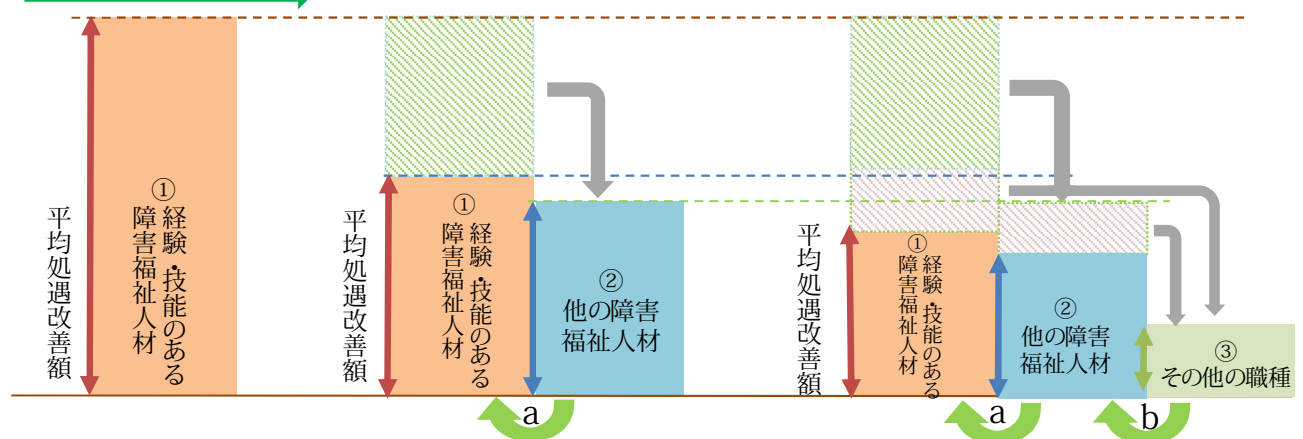 平均処遇改善額
①
経験・技能のある
障害福祉人材
平均処遇改善額
①
経験・技能のある
障害福祉人材
②
他の障害
福祉人材
a
平均処遇改善額
①
経験・技能のある
障害福祉人材
②
他の障害
福祉人材
③
その他の職種
a
b